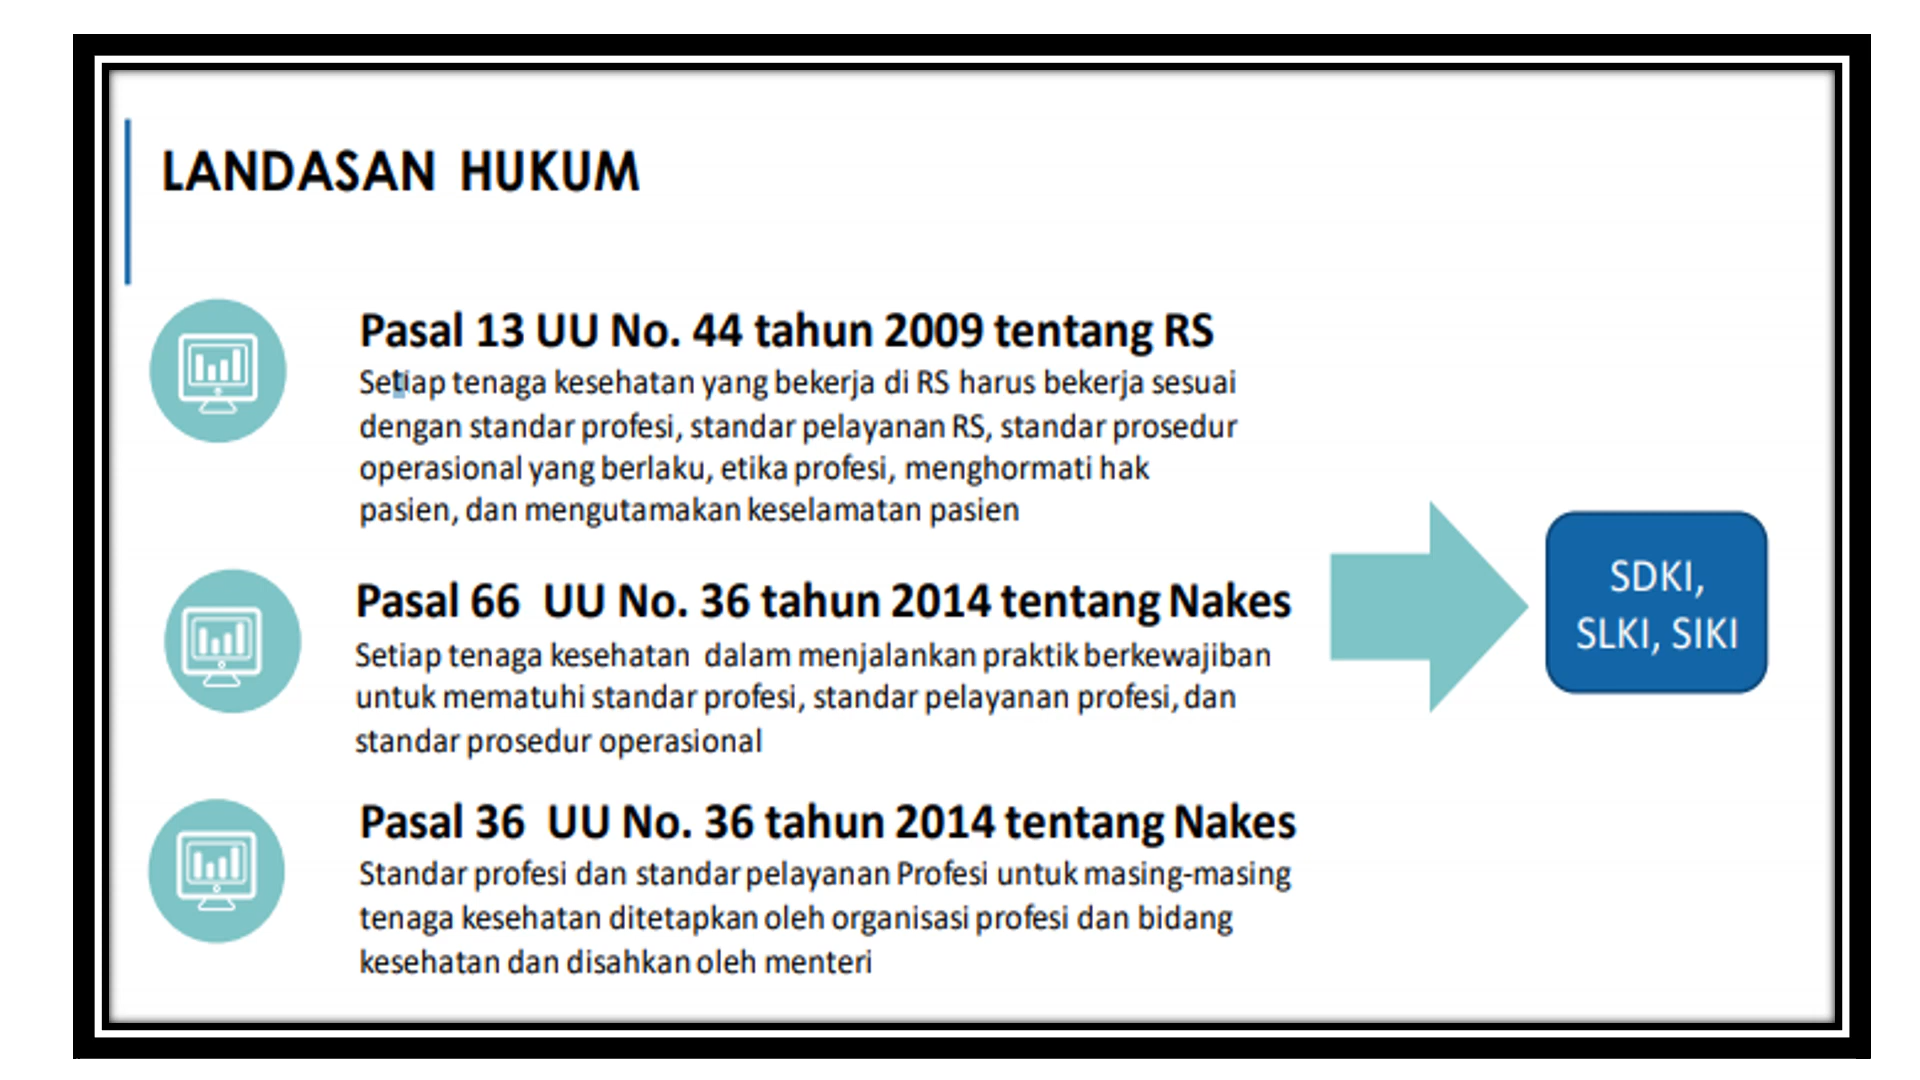 LANDASAN HUKUM
Pasal 13 UU No. 44 tahun 2009 tentang RS
Setiap tenaga kesehatan yang bekerja di RS harus bekerja sesuai
dengan standar profesi, standar pelayanan RS, standar prosedur
operasional yang berlaku, etika profesi, menghormati hak
pasien, dan mengutamakan keselamatan pasien
Pasal 66 UU No. 36 tahun 2014 tentang Nakes
Setiap tenaga kesehatan dalam menjalankan praktik berkewajiban
untuk mematuhi standar profesi, standar pelayanan profesi, dan
standar prosedur operasional
Pasal 36 UU No. 36 tahun 2014 tentang Nakes
Standar profesi dan standar pelayanan Profesi untuk masing-masing
tenaga kesehatan ditetapkan oleh organisasi profesi dan bidang
kesehatan dan disahkan oleh menteri
SDKI,
SLKI, SIKI